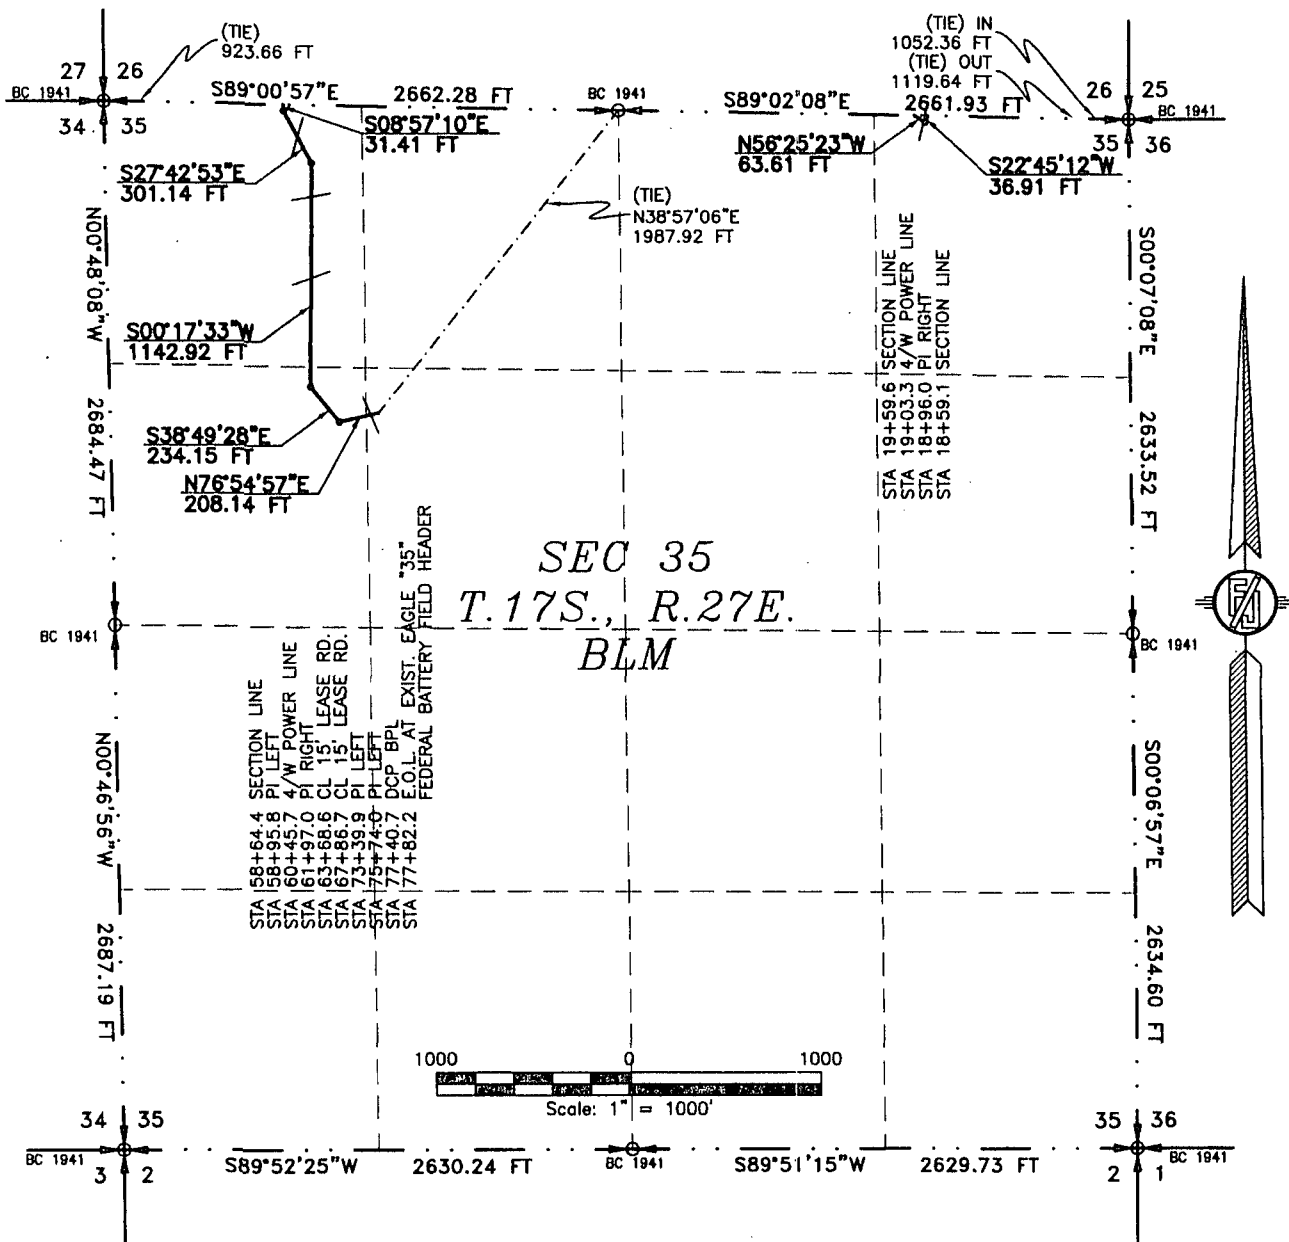 (TIE)
923.66 FT
(TIE) IN
1052.36 FT
(TIE) OUT
1119.64 FT
27 26
BC 1941
34 35
S89°00'57"E 2662.28 FT
BC 1941
S89°02'08"E 2661.93 FT
26 25
BC 1941
35 36
S08°57'10"E
31.41 FT
N56°25'23"W
63.61 FT
S22°45'12"W
36.91 FT
S27°42'53"E
301.14 FT
(TIE)
N38°57'06"E
1987.92 FT
N00°48'08"W 2684.47 FT
S00°07'08"E 2633.52 FT
S00°17'33"W
1142.92 FT
STA 19+59.6 SECTION LINE
STA 19+03.3 4/W POWER LINE
STA 18+96.0 PI RIGHT
STA 18+59.1 SECTION LINE
S38°49'28"E
234.15 FT
N76°54'57"E
208.14 FT
SEC 35
T.17S., R.27E.
BLM
BC 1941
BC 1941
STA 58+64.4 SECTION LINE
STA 58+95.8 PI LEFT
STA 60+45.7 4/W POWER LINE
STA 61+97.0 PI RIGHT
STA 63+68.6 CL 15' LEASE RD.
STA 67+86.7 CL 15' LEASE RD.
STA 73+39.9 PI LEFT
STA 75+74.0 PI LEFT
STA 77+40.7 DCP BPL
STA 77+82.2 E.O.L. AT EXIST. EAGLE "35"
FEDERAL BATTERY FIELD HEADER
N00°46'56"W 2687.19 FT
S00°06'57"E 2634.60 FT
1000 0 1000
Scale: 1" = 1000'
34 35
BC 1941
3 2
S89°52'25"W 2630.24 FT
BC 1941
S89°51'15"W 2629.73 FT
35 36
BC 1941
2 1